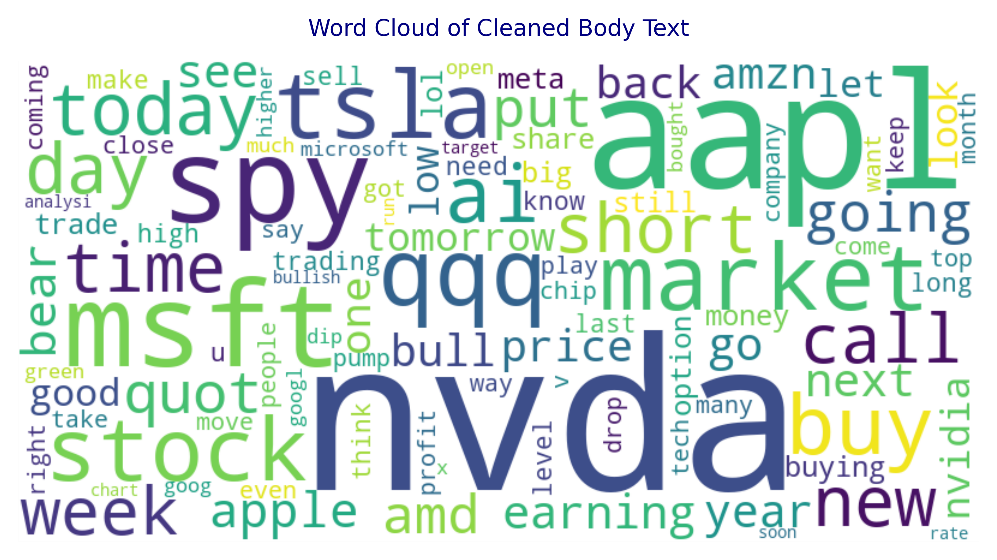 Word Cloud of Cleaned Body Text
coming
make
see
higher
sell
lol
open
meta
back
amzn
let
look
month
today
tsla
put
aapl
bought
company
want
keep
close
much
microsoft
target
share
day
spy
low
need
big
know
got
run
ai
still
short
going
analysi
trade
high
say
tomorrow
come
bear
time
trading
bullish
qqq
play
chip
market
top
long
msft
one
last
money
u
dip
pump
bull
price
go
call
green
good
quot
people
googl
way
v
nvda
drop
techoption
many
next
buy
nvidia
take
move
think
profit
x
level
buying
right
stock
chart
goog
even
week
apple
amd
earning
year
new
soon
rate